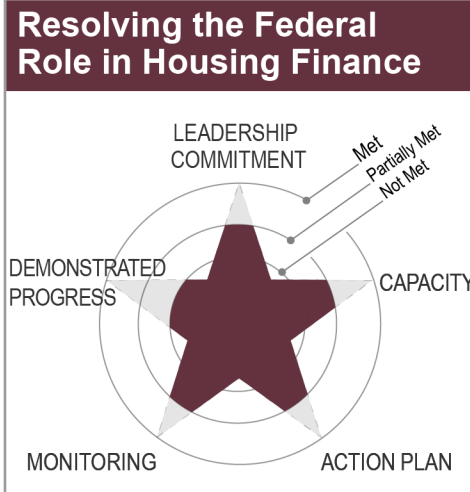 Resolving the Federal
Role in Housing Finance
LEADERSHIP
COMMITMENT
Met
Partially Met
Not Met
DEMONSTRATED
PROGRESS
CAPACITY
MONITORING
ACTION PLAN